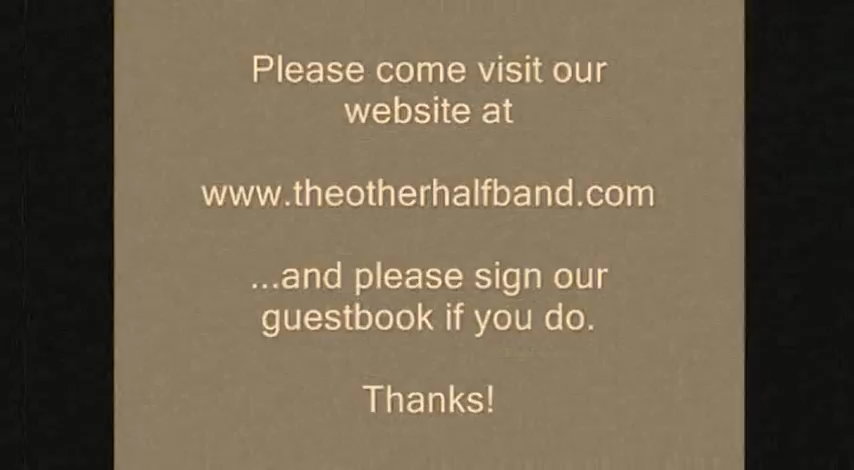 Please come visit our
website at
www.theotherhalfband.com
...and please sign our
guestbook if you do.
Thanks!